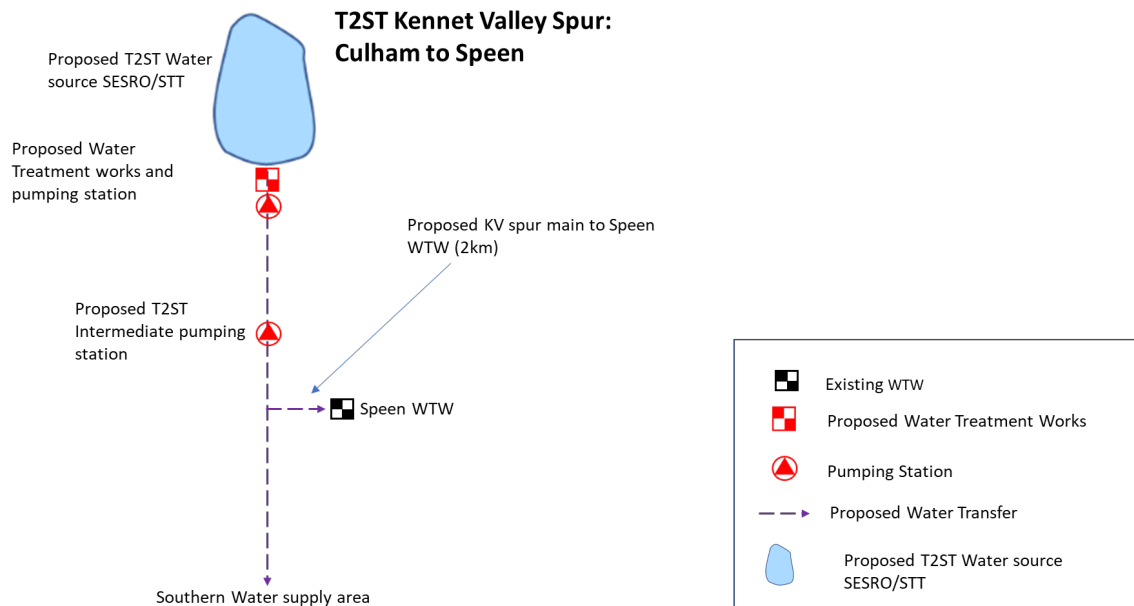 T2ST Kennet Valley Spur:
Culham to Speen
Proposed T2ST Water
source SESRO/STT
Proposed Water
Treatment works and
pumping station
Proposed KV spur main to Speen
WTW (2km)
Proposed T2ST
Intermediate pumping
station
Speen WTW
Southern Water supply area
Existing WTW
Proposed Water Treatment Works
Pumping Station
Proposed Water Transfer
Proposed T2ST Water source
SESRO/STT